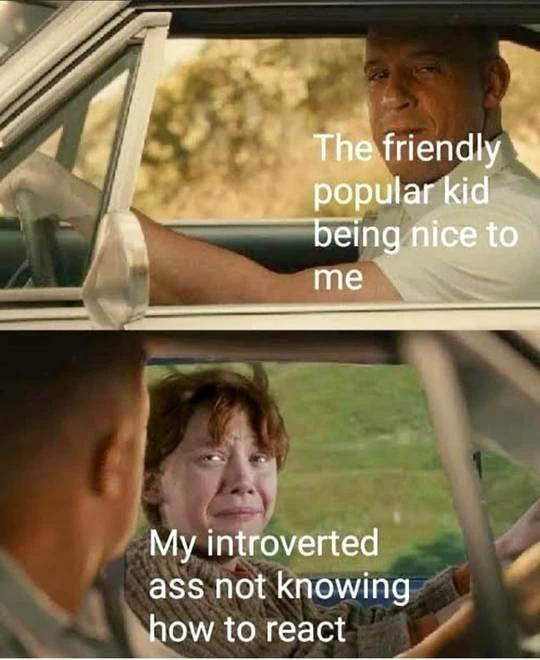 The friendly
popular kid
being nice to
me
My introverted
ass not knowing
how to react